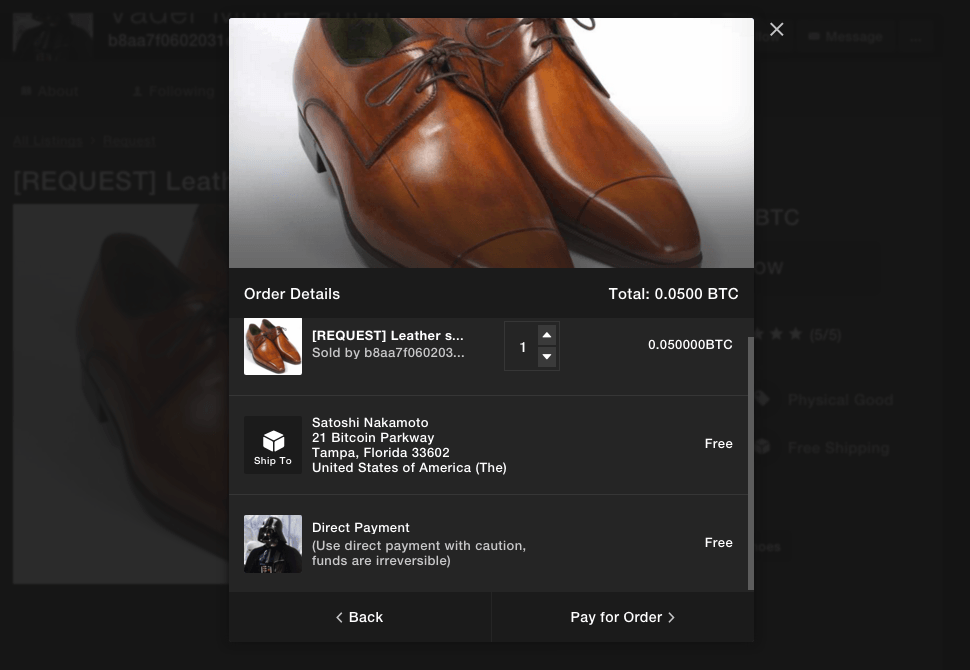 b8aa7f0602031
Message
About
Following
All Listings
Request
[REQUEST] Leath
BTC
OW
(5/5)
Physical Good
Free Shipping
Order Details
Total: 0.0500 BTC
[REQUEST] Leather s...
Sold by b8aa7f060203...
1
0.050000BTC
Ship To
Satoshi Nakamoto
21 Bitcoin Parkway
Tampa, Florida 33602
United States of America (The)
Free
Direct Payment
(Use direct payment with caution,
funds are irreversible)
Free
Back
Pay for Order